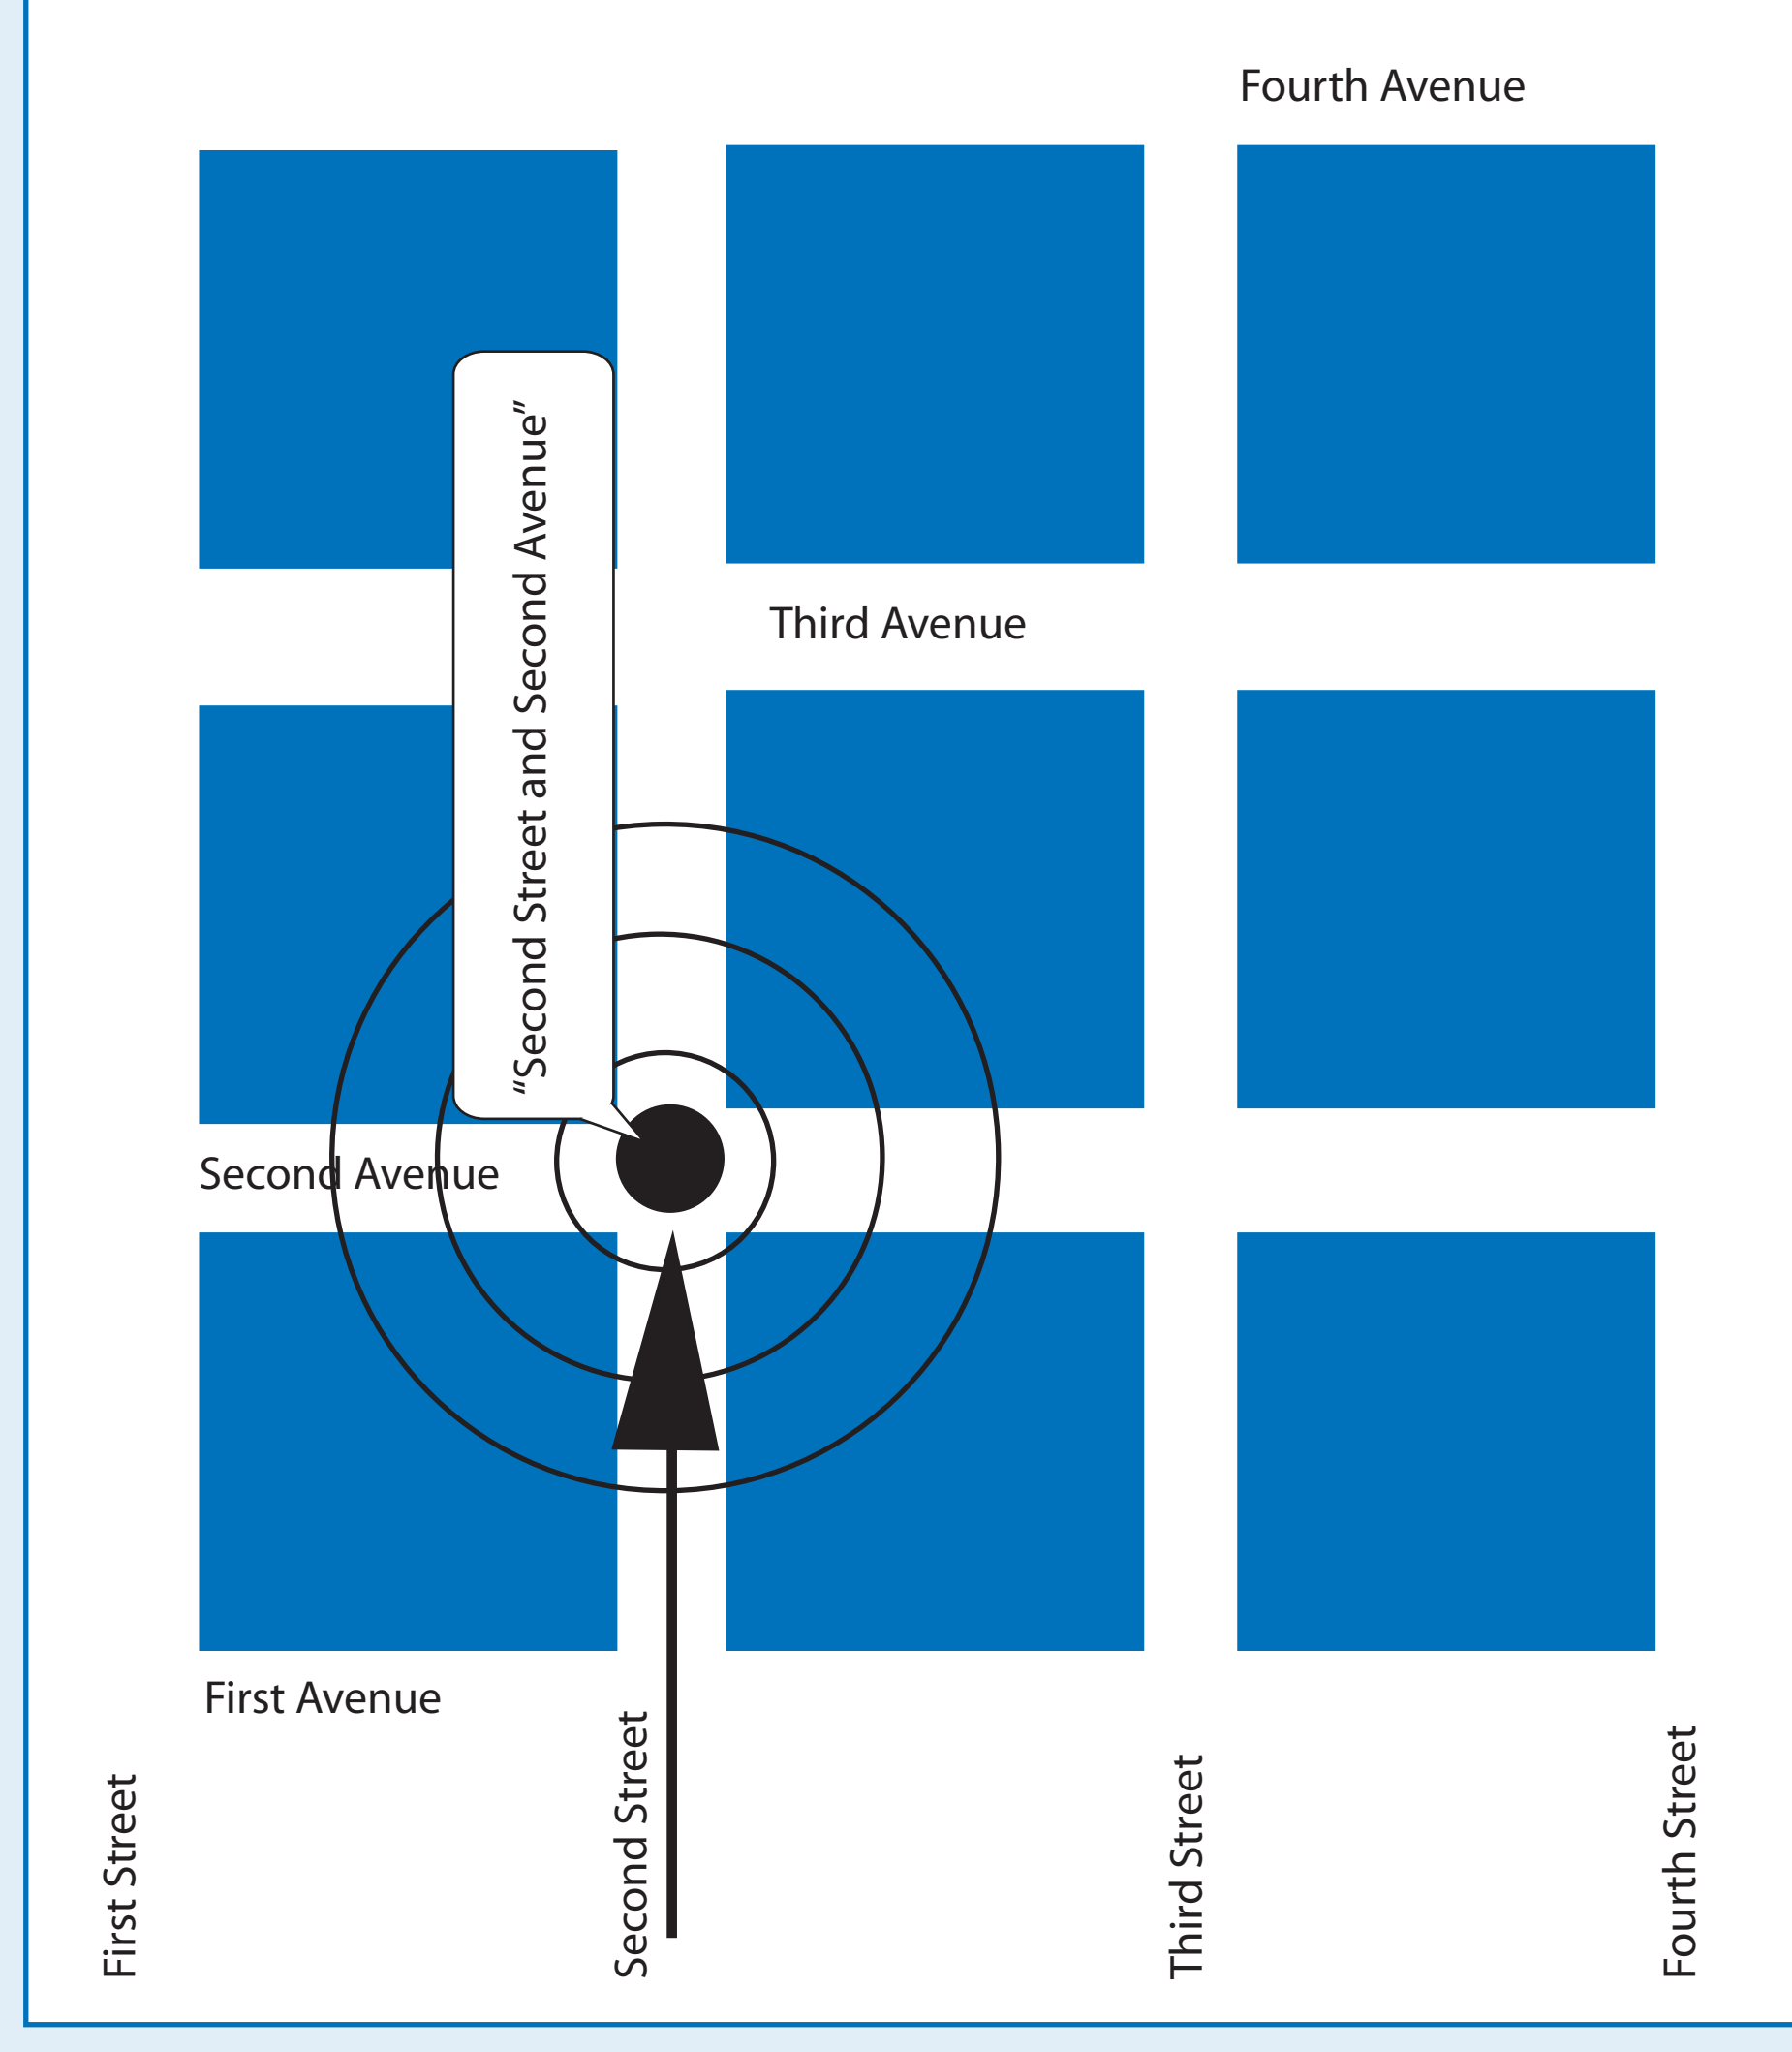 Fourth Avenue
Third Avenue
“Second Street and Second Avenue”
Second Avenue
First Avenue
First Street
Second Street
Third Street
Fourth Street